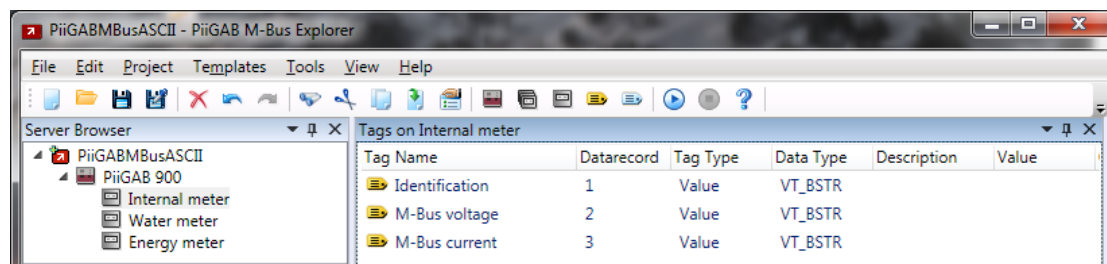 PiiGABMBusASCII - PiiGAB M-Bus Explorer
File Edit Project Templates Tools View Help
Server Browser
PiiGABMBusASCII
PiiGAB 900
Internal meter
Water meter
Energy meter
Tags on Internal meter
Tag Name Datarecord Tag Type Data Type Description Value
Identification 1 Value VT_BSTR
M-Bus voltage 2 Value VT_BSTR
M-Bus current 3 Value VT_BSTR